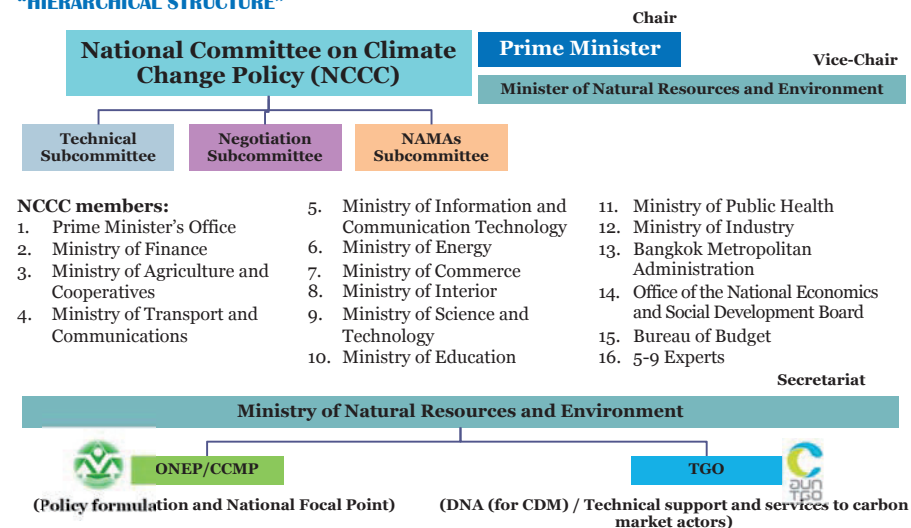 "HIERARCHICAL STRUCTURE"
Chair
National Committee on Climate
Change Policy (NCCC)
Prime Minister
Vice-Chair
Minister of Natural Resources and Environment
Technical
Subcommittee
Negotiation
Subcommittee
NAMAs
Subcommittee
NCCC members:
1. Prime Minister's Office
2. Ministry of Finance
3. Ministry of Agriculture and
Cooperatives
4. Ministry of Transport and
Communications
5. Ministry of Information and
Communication Technology
6. Ministry of Energy
7. Ministry of Commerce
8. Ministry of Interior
9. Ministry of Science and
Technology
10. Ministry of Education
11. Ministry of Public Health
12. Ministry of Industry
13. Bangkok Metropolitan
Administration
14. Office of the National Economics
and Social Development Board
15. Bureau of Budget
16. 5-9 Experts
Secretariat
Ministry of Natural Resources and Environment
ONEP/CCMP
TGO
(Policy formulation and National Focal Point)
TGO
(DNA (for CDM) / Technical support and services to carbon
market actors)